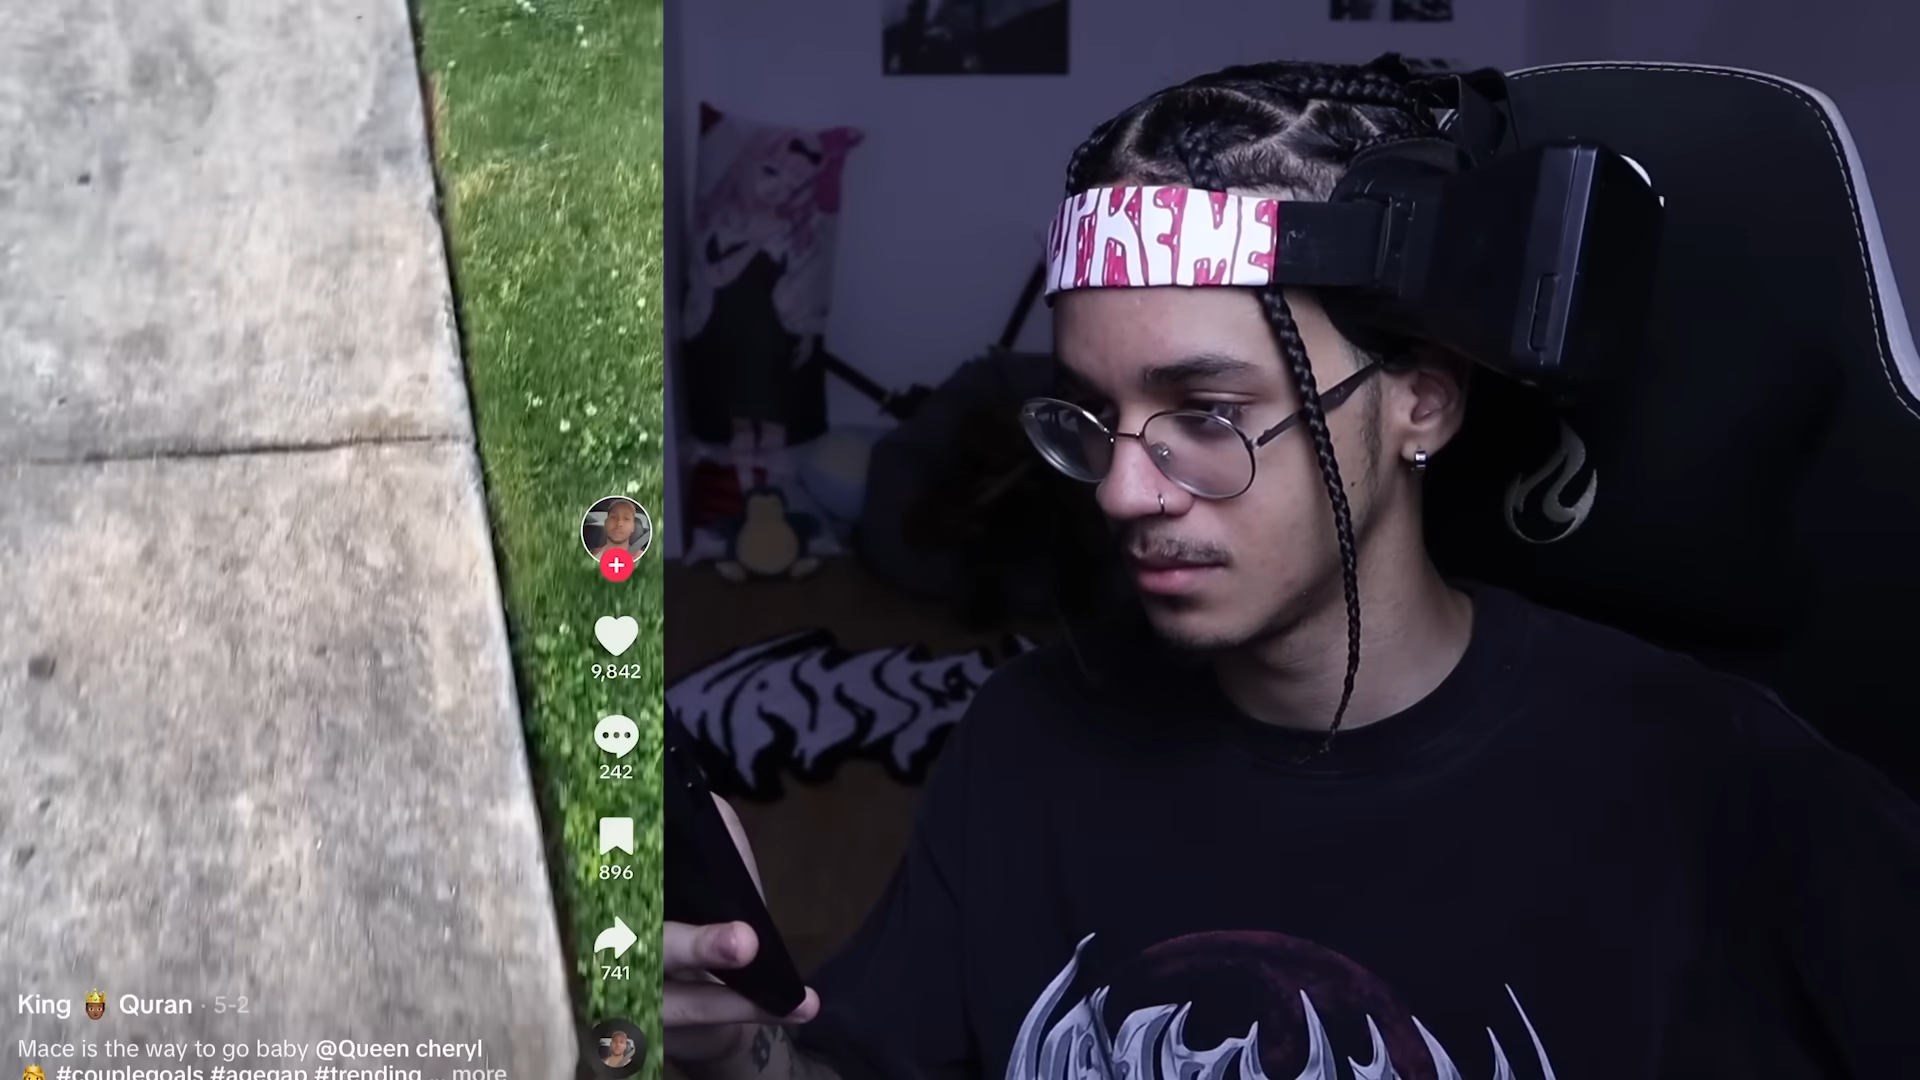 SUPREME
9,842
242
896
741
King 🤴🏾 Quran · 5-2
Mace is the way to go baby @Queen cheryl
👸 #couplegoals #agegap #trending ... more